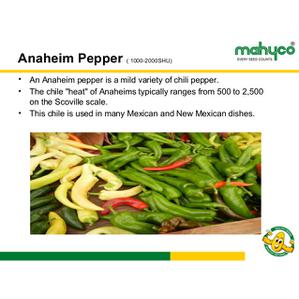 Anaheim Pepper ( 1000-2000SHU)
mahyco
EVERY SEED COUNTS
• An Anaheim pepper is a mild variety of chili pepper.
• The chile "heat" of Anaheims typically ranges from 500 to 2,500
on the Scoville scale.
• This chile is used in many Mexican and New Mexican dishes.